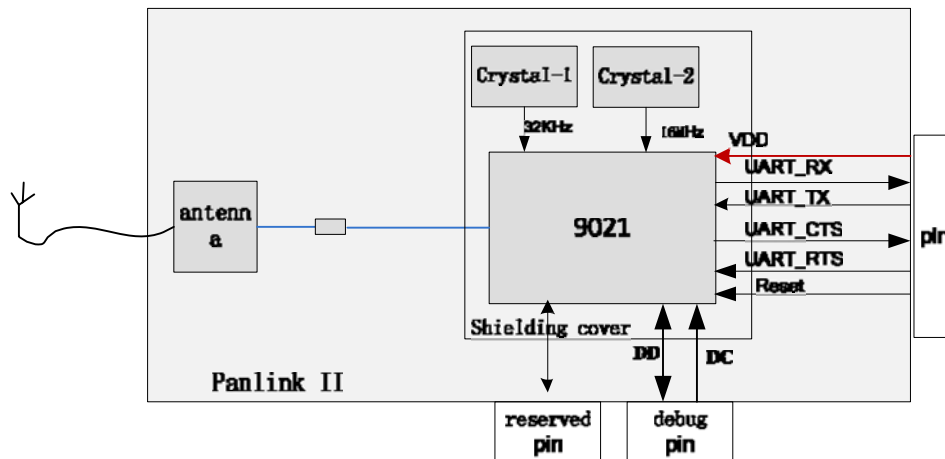 Crystal-1
Crystal-2
32KHz
16MHz
VDD
UART_RX
UART_TX
UART_CTS
UART_RTS
Reset
pin
antenn
a
9021
Shielding cover
DD
DC
Panlink II
reserved
pin
debug
pin